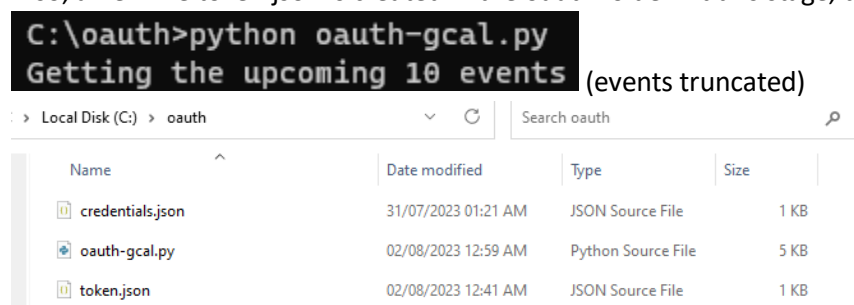 C:\oauth>python oauth-gcal.py
Getting the upcoming 10 events (events truncated)
> Local Disk (C:) > oauth Search oauth
Name Date modified Type Size
credentials.json 31/07/2023 01:21 AM JSON Source File 1 KB
oauth-gcal.py 02/08/2023 12:59 AM Python Source File 5 KB
token.json 02/08/2023 12:41 AM JSON Source File 1 KB